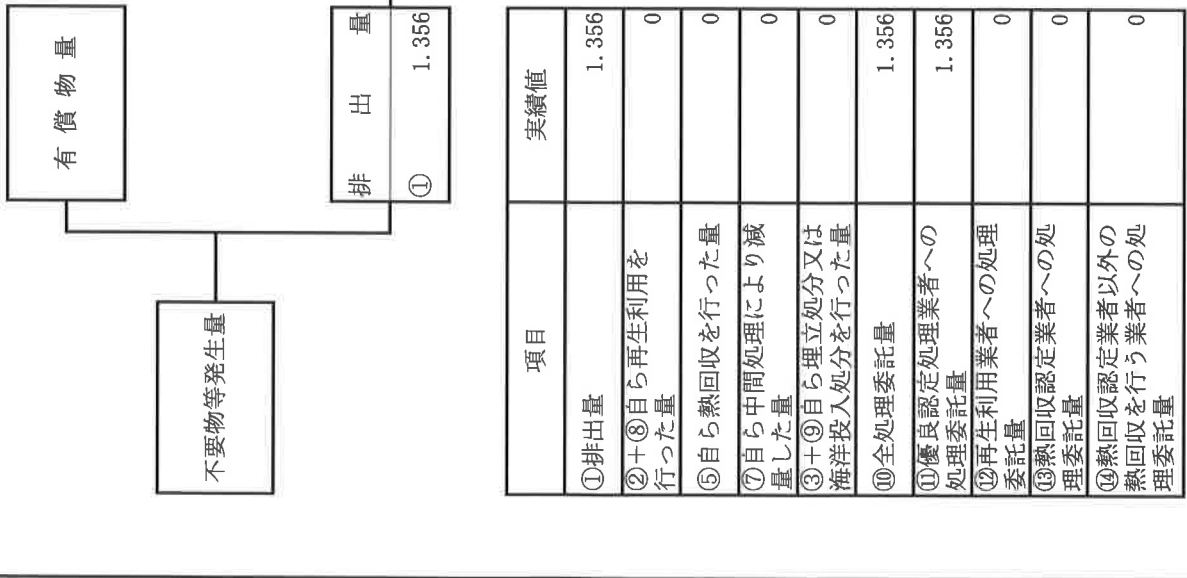 有償物量
不要物等発生量
排出量
① 1.356
項目 実績値
①排出量 1.356
②+⑧自ら再生利用を
行った量 0
⑤自ら熱回収を行った量 0
⑦自ら中間処理により減
量した量 0
③+⑨自ら埋立処分又は
海洋投入処分を行った量 0
⑩全処理委託量 1.356
⑪優良認定処理業者への
処理委託量 1.356
⑫再生利用業者への処理
委託量 0
⑬熱回収認定業者への処
理委託量 0
⑭熱回収認定業者以外の
熱回収を行う業者への処
理委託量 0